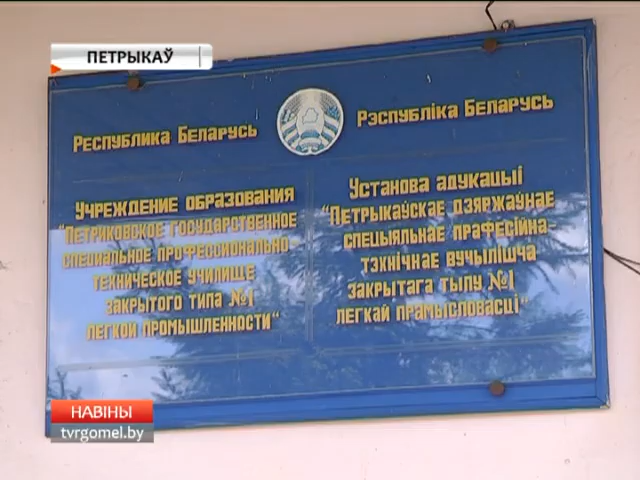 ПЕТРЫКАЎ
Республика Беларусь
Учреждение образования
"Петриковское государственное
специальное профессионально-
техническое училище
закрытого типа №1
легкой промышленности"
Рэспубліка Беларусь
Установа адукацыі
"Петрыкаўскае дзяржаўнае
спецыяльнае прафесійна-
тэхнічнае вучылішча
закрытага тыпу №1
легкай прамысловасці"
НАВІНЫ
tvrgomel.by